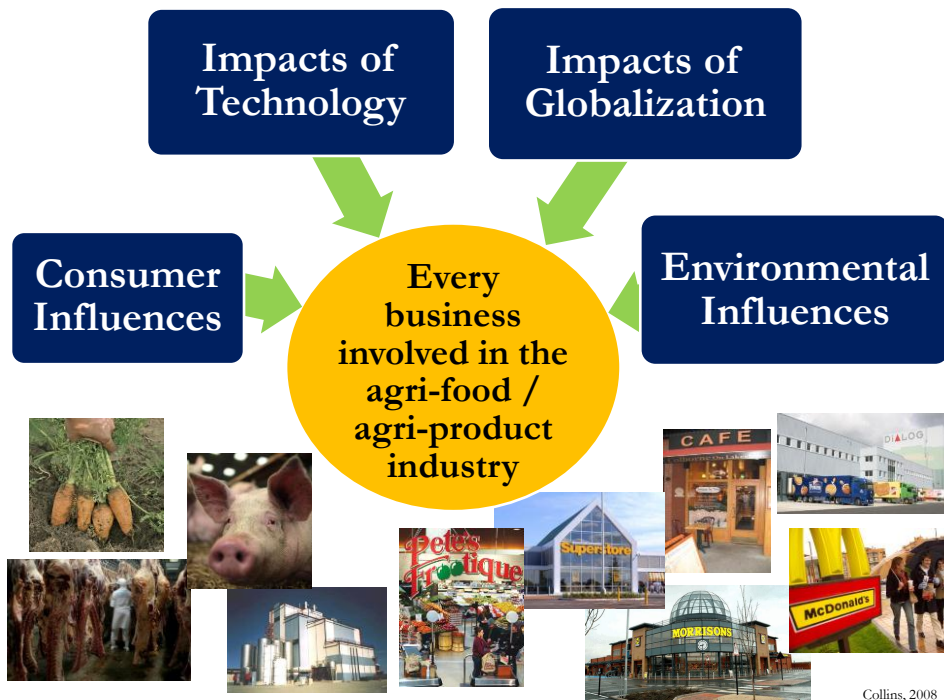 Impacts of
Technology
Impacts of
Globalization
Consumer
Influences
Environmental
Influences
Every
business
involved in the
agri-food /
agri-product
industry
CAFE
DIALOG
Pete's
Frootique
Superstore
MORRISONS
McDonald's
Collins, 2008